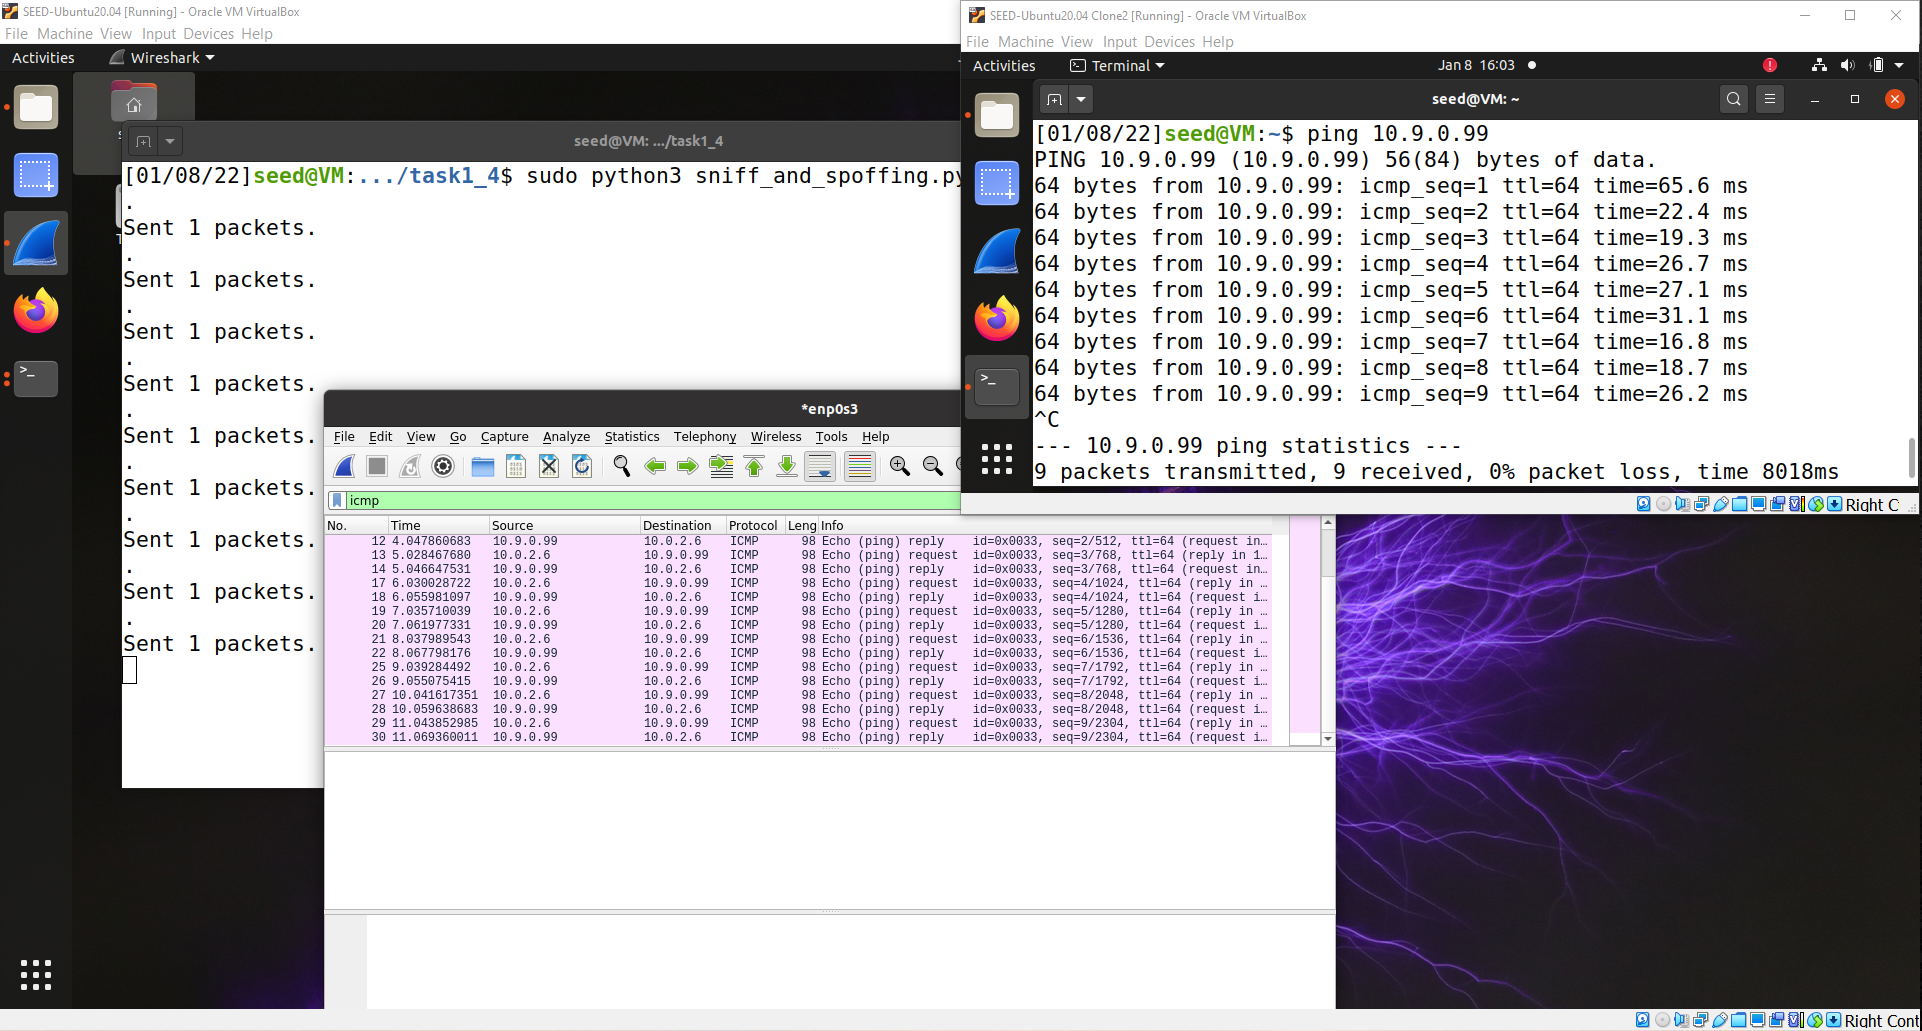 SEED-Ubuntu20.04 [Running] - Oracle VM VirtualBox
File Machine View Input Devices Help
Activities Wireshark
seed@VM: .../task1_4
[01/08/22]seed@VM:.../task1_4$ sudo python3 sniff_and_spoffing.py
.
Sent 1 packets.
.
Sent 1 packets.
.
Sent 1 packets.
.
Sent 1 packets.
.
Sent 1 packets.
.
Sent 1 packets.
.
Sent 1 packets.
.
Sent 1 packets.
.
Sent 1 packets.
*enp0s3
File Edit View Go Capture Analyze Statistics Telephony Wireless Tools Help
icmp
No. Time Source Destination Protocol Leng Info
12 4.047860683 10.9.0.99 10.0.2.6 ICMP 98 Echo (ping) reply id=0x0033, seq=2/512, ttl=64 (request in…
13 5.028467680 10.0.2.6 10.9.0.99 ICMP 98 Echo (ping) request id=0x0033, seq=3/768, ttl=64 (reply in 1…
14 5.046647531 10.9.0.99 10.0.2.6 ICMP 98 Echo (ping) reply id=0x0033, seq=3/768, ttl=64 (request in…
17 6.030028722 10.0.2.6 10.9.0.99 ICMP 98 Echo (ping) request id=0x0033, seq=4/1024, ttl=64 (reply in …
18 6.055981097 10.9.0.99 10.0.2.6 ICMP 98 Echo (ping) reply id=0x0033, seq=4/1024, ttl=64 (request i…
19 7.035710039 10.0.2.6 10.9.0.99 ICMP 98 Echo (ping) request id=0x0033, seq=5/1280, ttl=64 (reply in …
20 7.061977331 10.9.0.99 10.0.2.6 ICMP 98 Echo (ping) reply id=0x0033, seq=5/1280, ttl=64 (request i…
21 8.037989543 10.0.2.6 10.9.0.99 ICMP 98 Echo (ping) request id=0x0033, seq=6/1536, ttl=64 (reply in …
22 8.067798176 10.9.0.99 10.0.2.6 ICMP 98 Echo (ping) reply id=0x0033, seq=6/1536, ttl=64 (request i…
25 9.039284492 10.0.2.6 10.9.0.99 ICMP 98 Echo (ping) request id=0x0033, seq=7/1792, ttl=64 (reply in …
26 9.055075415 10.9.0.99 10.0.2.6 ICMP 98 Echo (ping) reply id=0x0033, seq=7/1792, ttl=64 (request i…
27 10.041617351 10.0.2.6 10.9.0.99 ICMP 98 Echo (ping) request id=0x0033, seq=8/2048, ttl=64 (reply in …
28 10.059638683 10.9.0.99 10.0.2.6 ICMP 98 Echo (ping) reply id=0x0033, seq=8/2048, ttl=64 (request i…
29 11.043852985 10.0.2.6 10.9.0.99 ICMP 98 Echo (ping) request id=0x0033, seq=9/2304, ttl=64 (reply in …
30 11.069360011 10.9.0.99 10.0.2.6 ICMP 98 Echo (ping) reply id=0x0033, seq=9/2304, ttl=64 (request i…
SEED-Ubuntu20.04 Clone2 [Running] - Oracle VM VirtualBox
File Machine View Input Devices Help
Activities Terminal Jan 8 16:03
seed@VM: ~
[01/08/22]seed@VM:~$ ping 10.9.0.99
PING 10.9.0.99 (10.9.0.99) 56(84) bytes of data.
64 bytes from 10.9.0.99: icmp_seq=1 ttl=64 time=65.6 ms
64 bytes from 10.9.0.99: icmp_seq=2 ttl=64 time=22.4 ms
64 bytes from 10.9.0.99: icmp_seq=3 ttl=64 time=19.3 ms
64 bytes from 10.9.0.99: icmp_seq=4 ttl=64 time=26.7 ms
64 bytes from 10.9.0.99: icmp_seq=5 ttl=64 time=27.1 ms
64 bytes from 10.9.0.99: icmp_seq=6 ttl=64 time=31.1 ms
64 bytes from 10.9.0.99: icmp_seq=7 ttl=64 time=16.8 ms
64 bytes from 10.9.0.99: icmp_seq=8 ttl=64 time=18.7 ms
64 bytes from 10.9.0.99: icmp_seq=9 ttl=64 time=26.2 ms
^C
--- 10.9.0.99 ping statistics ---
9 packets transmitted, 9 received, 0% packet loss, time 8018ms
Right C
Right Cont